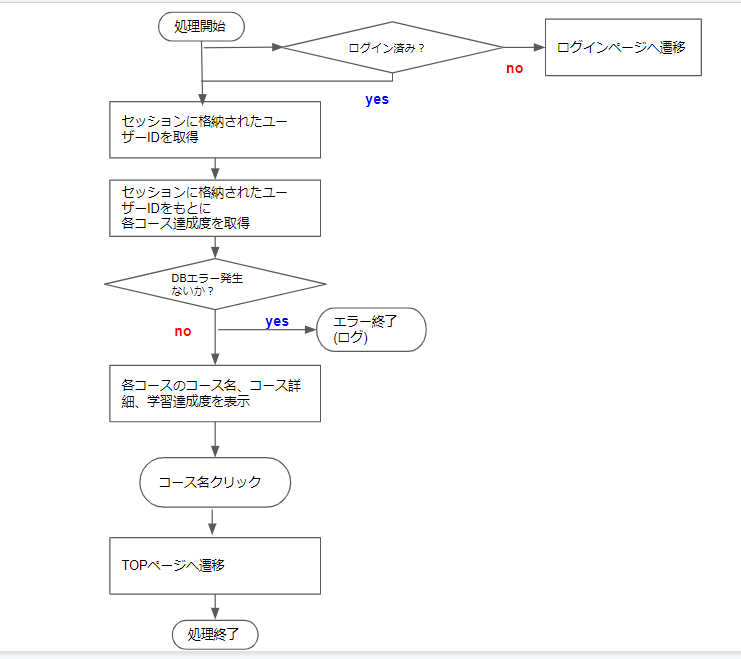 処理開始
ログイン済み？
ログインページへ遷移
no
yes
セッションに格納されたユー
ザーIDを取得
セッションに格納されたユー
ザーIDをもとに
各コース達成度を取得
DBエラー発生
ないか？
yes
no
エラー終了
(ログ)
各コースのコース名、コース詳
細、学習達成度を表示
コース名クリック
TOPページへ遷移
処理終了